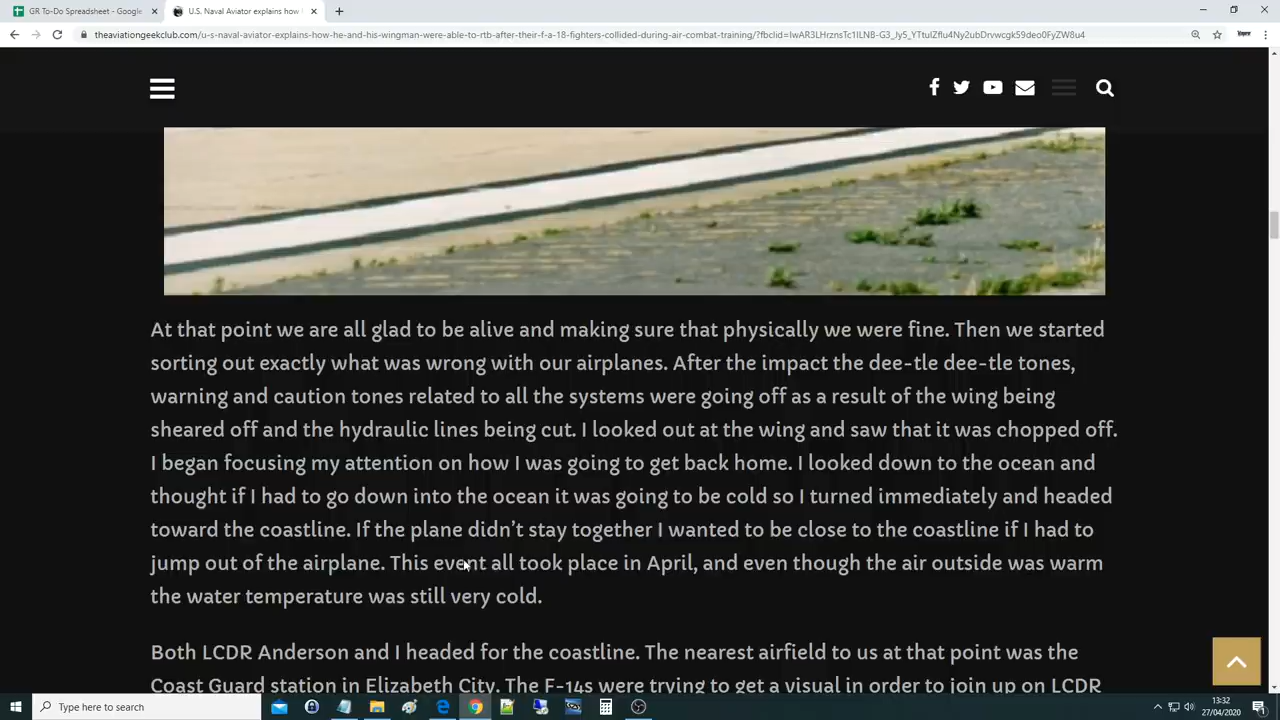 GR To-Do Spreadsheet - Google
U.S. Naval Aviator explains how
theaviationgeekclub.com/u-s-naval-aviator-explains-how-he-and-his-wingman-were-able-to-rtb-after-their-f-a-18-fighters-collided-during-air-combat-training/?fbclid=IwAR3LHrznsTc1ILNB-G3_Jy5_YTtuIZflu4Ny2ubDrvwcgk59deo0FyZW8u4
At that point we are all glad to be alive and making sure that physically we were fine. Then we started
sorting out exactly what was wrong with our airplanes. After the impact the dee-tle dee-tle tones,
warning and caution tones related to all the systems were going off as a result of the wing being
sheared off and the hydraulic lines being cut. I looked out at the wing and saw that it was chopped off.
I began focusing my attention on how I was going to get back home. I looked down to the ocean and
thought if I had to go down into the ocean it was going to be cold so I turned immediately and headed
toward the coastline. If the plane didn’t stay together I wanted to be close to the coastline if I had to
jump out of the airplane. This event all took place in April, and even though the air outside was warm
the water temperature was still very cold.
Both LCDR Anderson and I headed for the coastline. The nearest airfield to us at that point was the
Coast Guard station in Elizabeth City. The F-14s were trying to get a visual in order to join up on LCDR
Type here to search
13:32
27/04/2020